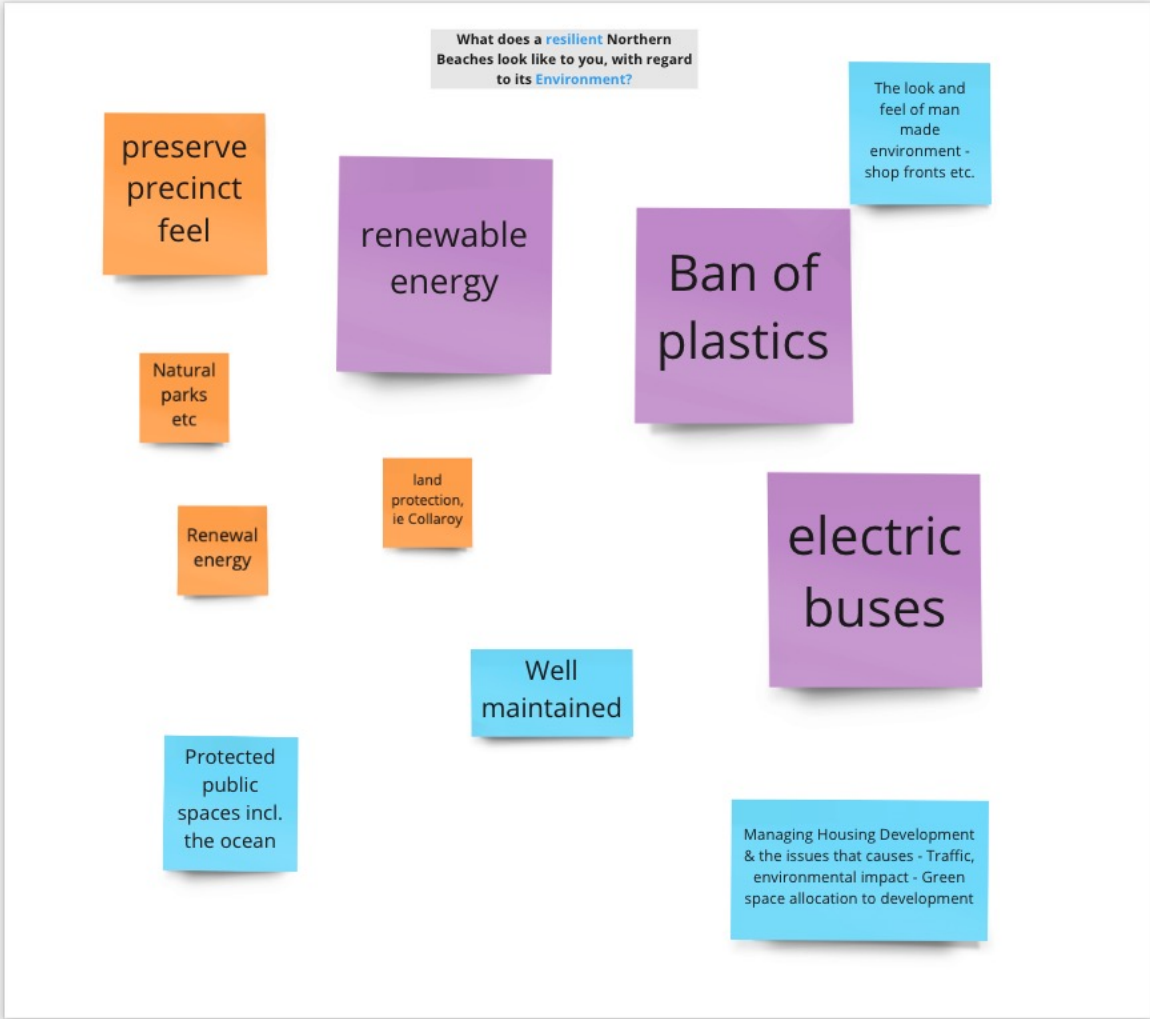 What does a resilient Northern
Beaches look like to you, with regard
to its Environment?
The look and
feel of man
made
environment -
shop fronts etc.
preserve
precinct
feel
renewable
energy
Ban of
plastics
Natural
parks
etc
land
protection,
ie Collaroy
Renewal
energy
electric
buses
Well
maintained
Protected
public
spaces incl.
the ocean
Managing Housing Development
& the issues that causes - Traffic,
environmental impact - Green
space allocation to development